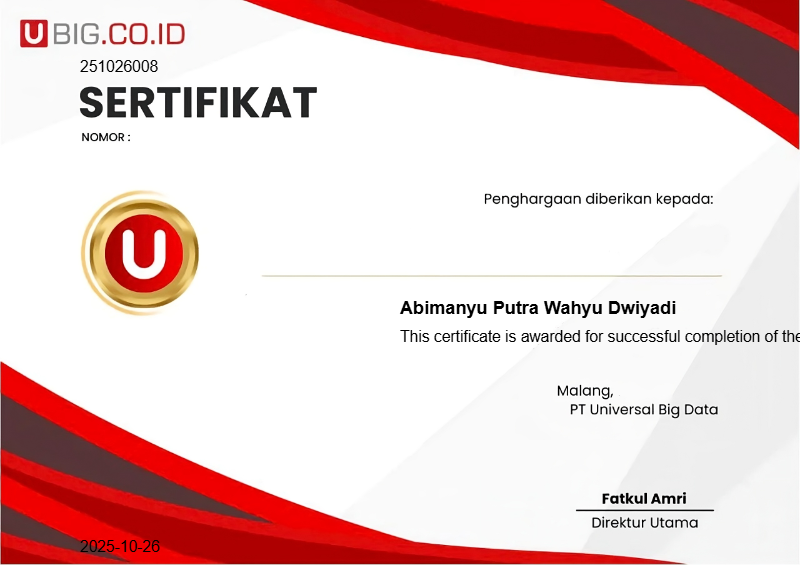 U BIG.CO.ID
251026008
SERTIFIKAT
NOMOR :
Penghargaan diberikan kepada:
U
Abimanyu Putra Wahyu Dwiyadi
This certificate is awarded for successful completion of the
Malang,
PT Universal Big Data
Fatkul Amri
Direktur Utama
2025-10-26